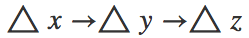 △ x → △ y → △ z